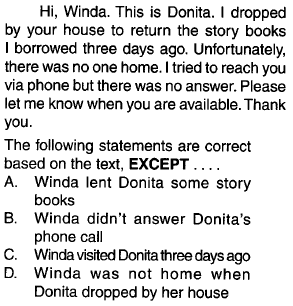 Hi, Winda. This is Donita. I dropped
by your house to return the story books
I borrowed three days ago. Unfortunately,
there was no one home. I tried to reach you
via phone but there was no answer. Please
let me know when you are available. Thank
you.
The following statements are correct
based on the text, EXCEPT . . . .
A. Winda lent Donita some story
books
B. Winda didn't answer Donita's
phone call
C. Winda visited Donita three days ago
D. Winda was not home when
Donita dropped by her house